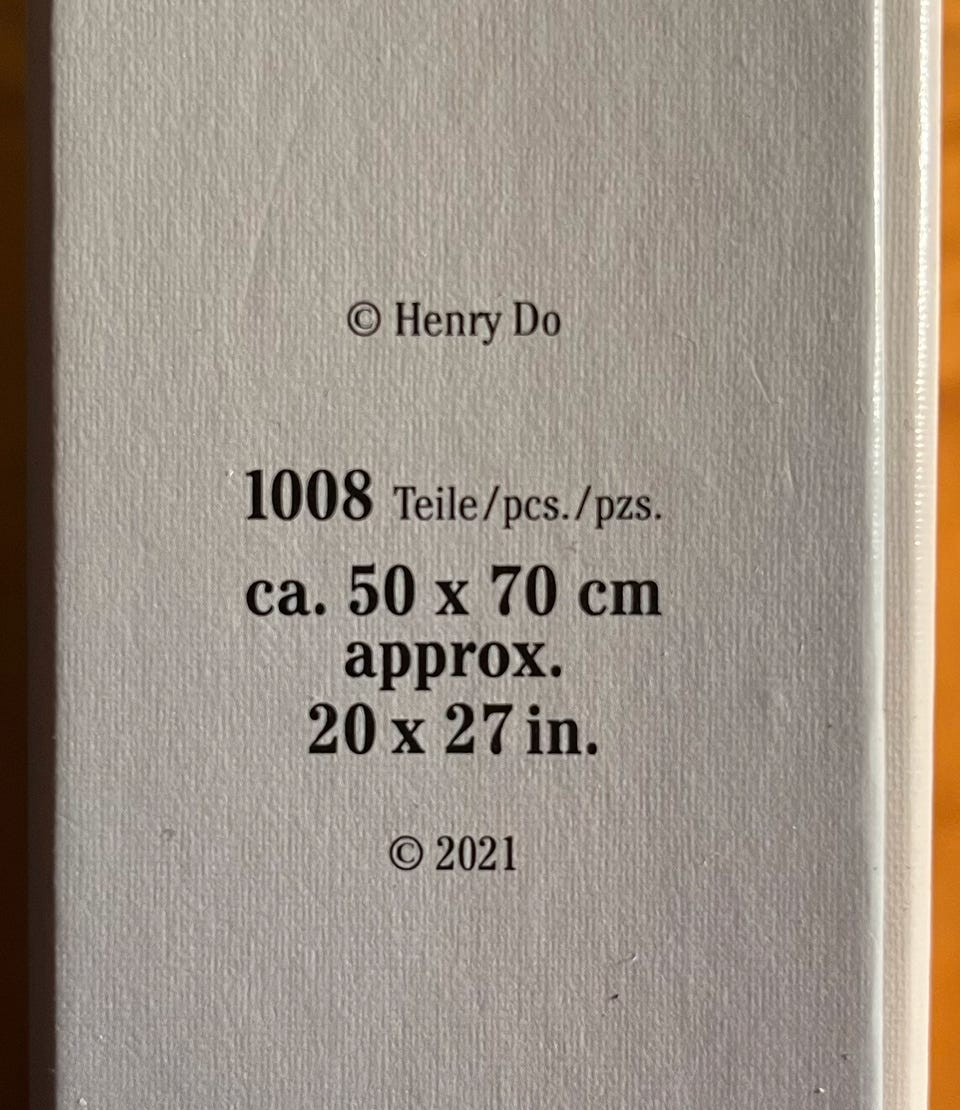 © Henry Do
1008 Teile/pcs./pzs.
ca. 50 x 70 cm
approx.
20 x 27 in.
© 2021